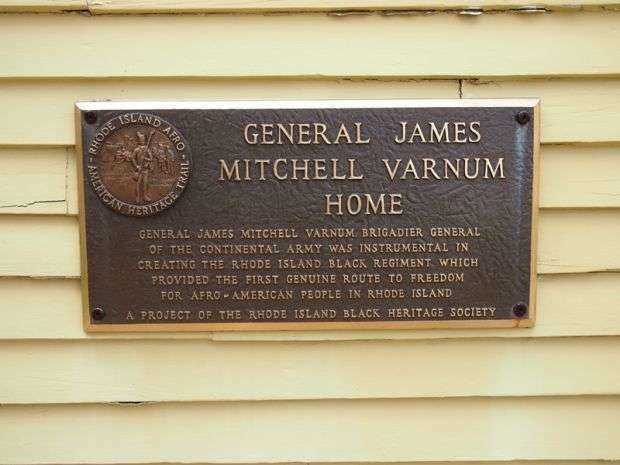 RHODE ISLAND AFRO-
AMERICAN HERITAGE TRAIL
GENERAL JAMES
MITCHELL VARNUM
HOME
GENERAL JAMES MITCHELL VARNUM, BRIGADIER GENERAL
OF THE CONTINENTAL ARMY WAS INSTRUMENTAL IN
CREATING THE RHODE ISLAND BLACK REGIMENT WHICH
PROVIDED THE FIRST GENUINE ROUTE TO FREEDOM
FOR AFRO-AMERICAN PEOPLE IN RHODE ISLAND
A PROJECT OF THE RHODE ISLAND BLACK HERITAGE SOCIETY